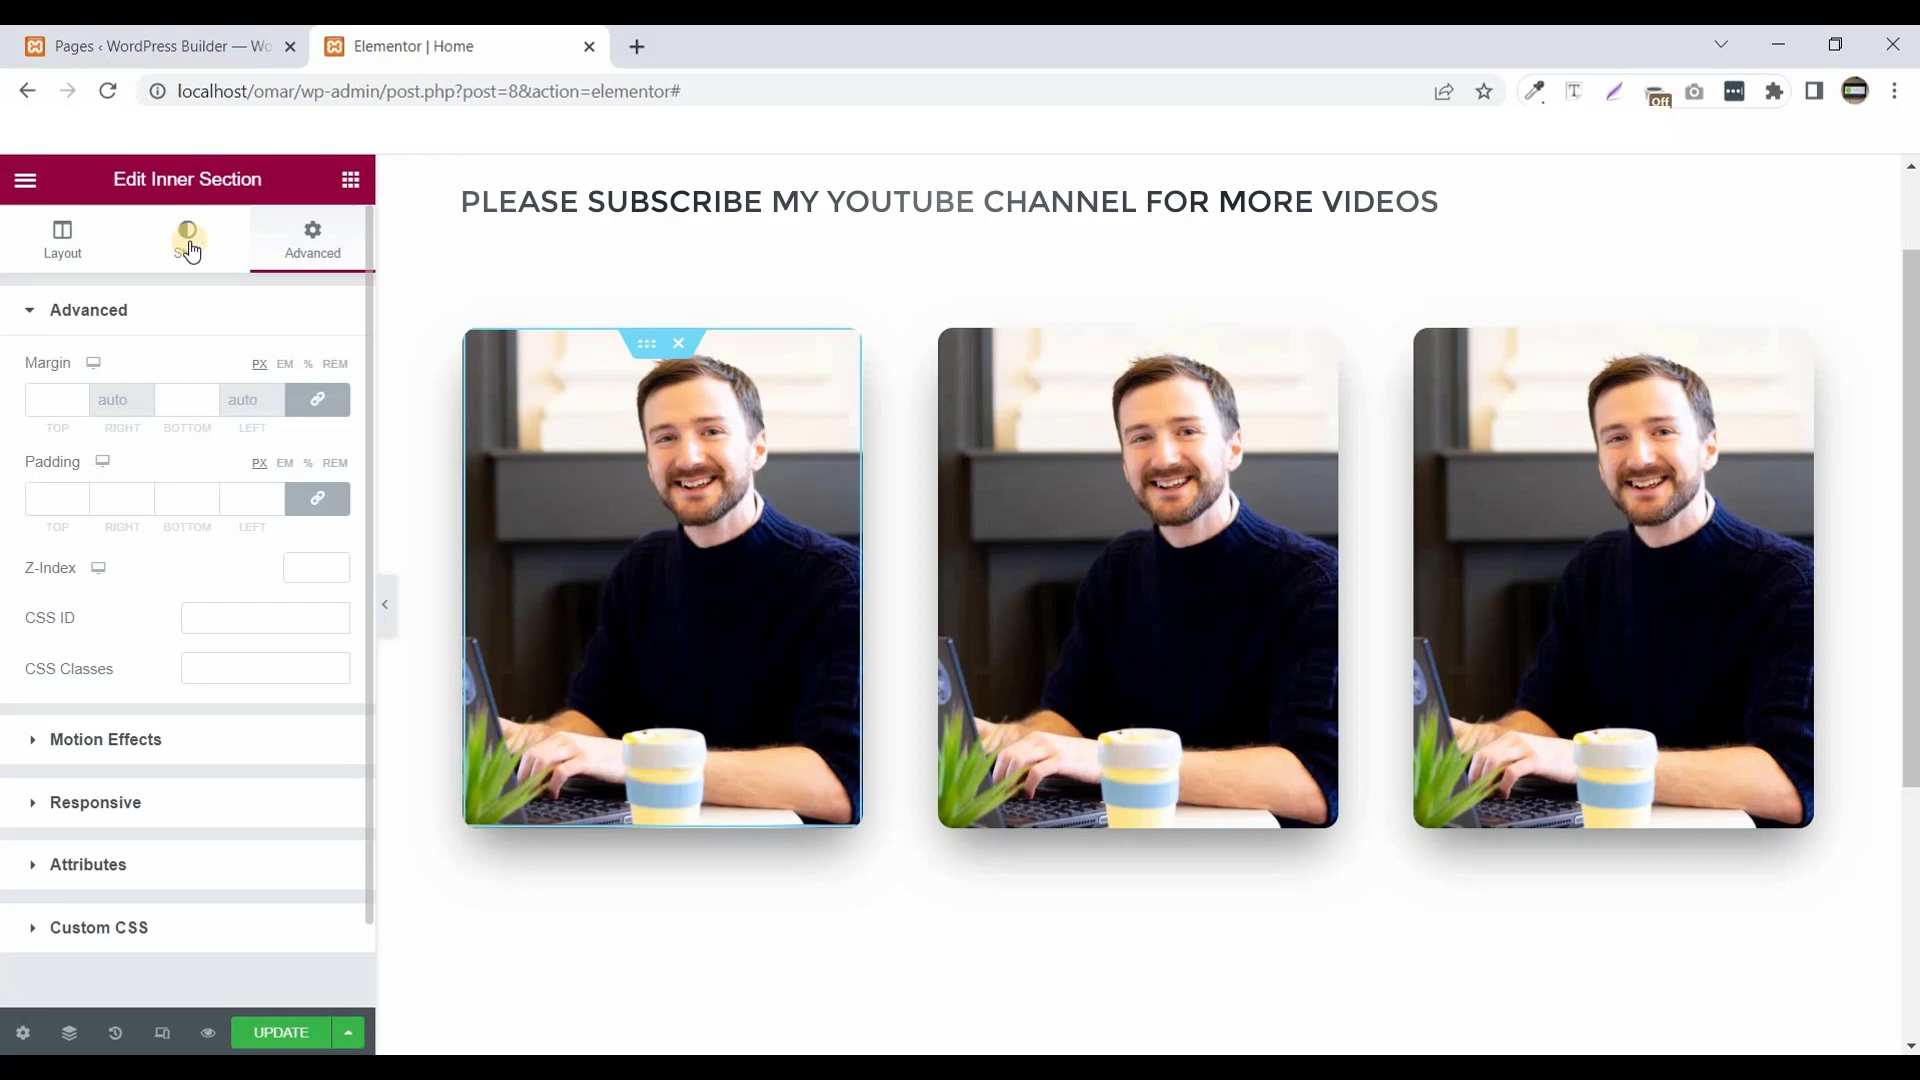 Pages ‹ WordPress Builder — Wo
Elementor | Home
localhost/omar/wp-admin/post.php?post=8&action=elementor#
Off
Edit Inner Section
Layout
Advanced
Advanced
Margin
PX EM % REM
auto auto
TOP RIGHT BOTTOM LEFT
Padding
PX EM % REM
TOP RIGHT BOTTOM LEFT
Z-Index
CSS ID
CSS Classes
Motion Effects
Responsive
Attributes
Custom CSS
UPDATE
PLEASE SUBSCRIBE MY YOUTUBE CHANNEL FOR MORE VIDEOS